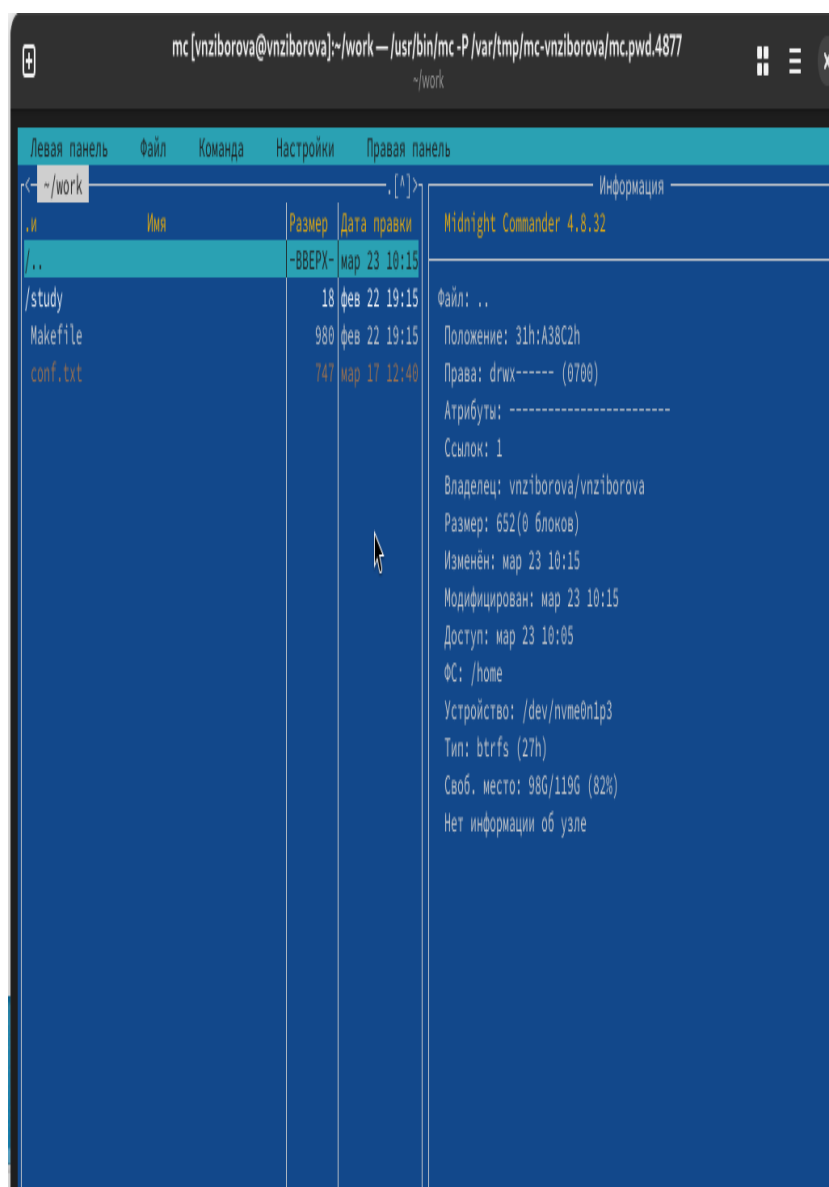 mc [vnziborova@vnziborova]:~/work — /usr/bin/mc -P /var/tmp/mc-vnziborova/mc.pwd.4877
~/work
Левая панель Файл Команда Настройки Правая панель
<- ~/work .[^]>
.и Имя Размер Дата правки
/.. -ВВЕРХ- мар 23 10:15
/study 18 фев 22 19:15
Makefile 980 фев 22 19:15
conf.txt 747 мар 17 12:40
Информация
Midnight Commander 4.8.32
Файл: ..
Положение: 31h:A38C2h
Права: drwx------ (0700)
Атрибуты: -------------------------
Ссылок: 1
Владелец: vnziborova/vnziborova
Размер: 652(0 блоков)
Изменён: мар 23 10:15
Модифицирован: мар 23 10:15
Доступ: мар 23 10:05
ФС: /home
Устройство: /dev/nvme0n1p3
Тип: btrfs (27h)
Своб. место: 98G/119G (82%)
Нет информации об узле